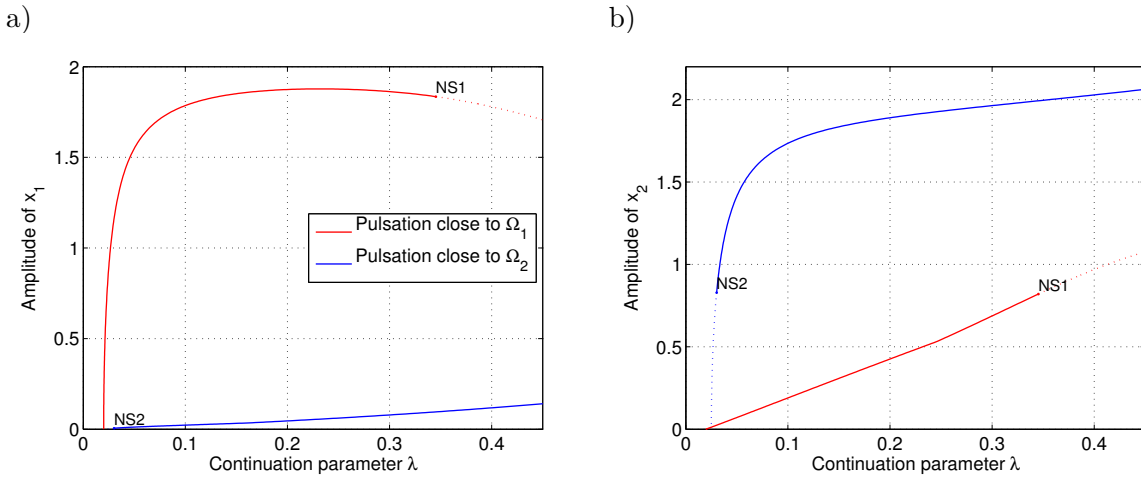 a)
2
1.5
1
0.5
0
0
0.1
0.2
0.3
0.4
Amplitude of x₁
Continuation parameter λ
NS1
NS2
Pulsation close to Ω₁
Pulsation close to Ω₂
b)
2
1.5
1
0.5
0
0
0.1
0.2
0.3
0.4
Amplitude of x₂
Continuation parameter λ
NS2
NS1